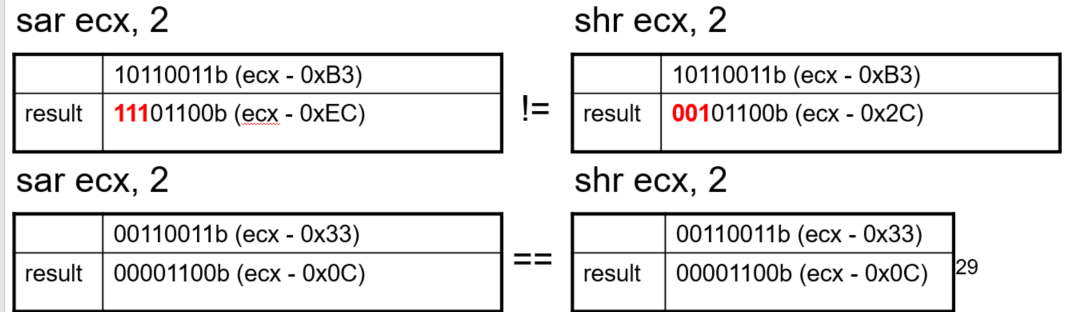 sar ecx, 2
10110011b (ecx - 0xB3)
result 11101100b (ecx - 0xEC)
!=
shr ecx, 2
10110011b (ecx - 0xB3)
result 00101100b (ecx - 0x2C)
sar ecx, 2
00110011b (ecx - 0x33)
result 00001100b (ecx - 0x0C)
==
shr ecx, 2
00110011b (ecx - 0x33)
result 00001100b (ecx - 0x0C)
29